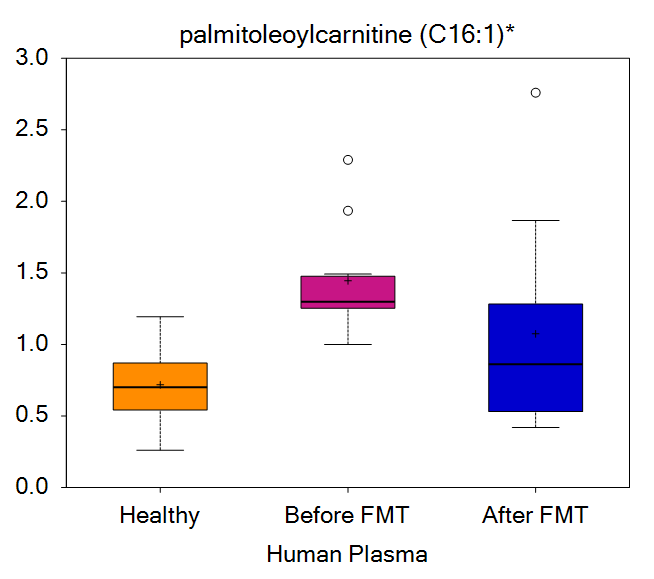 palmitoleoylcarnitine (C16:1)*
3.0
2.5
2.0
1.5
1.0
0.5
0.0
Healthy Before FMT After FMT
Human Plasma